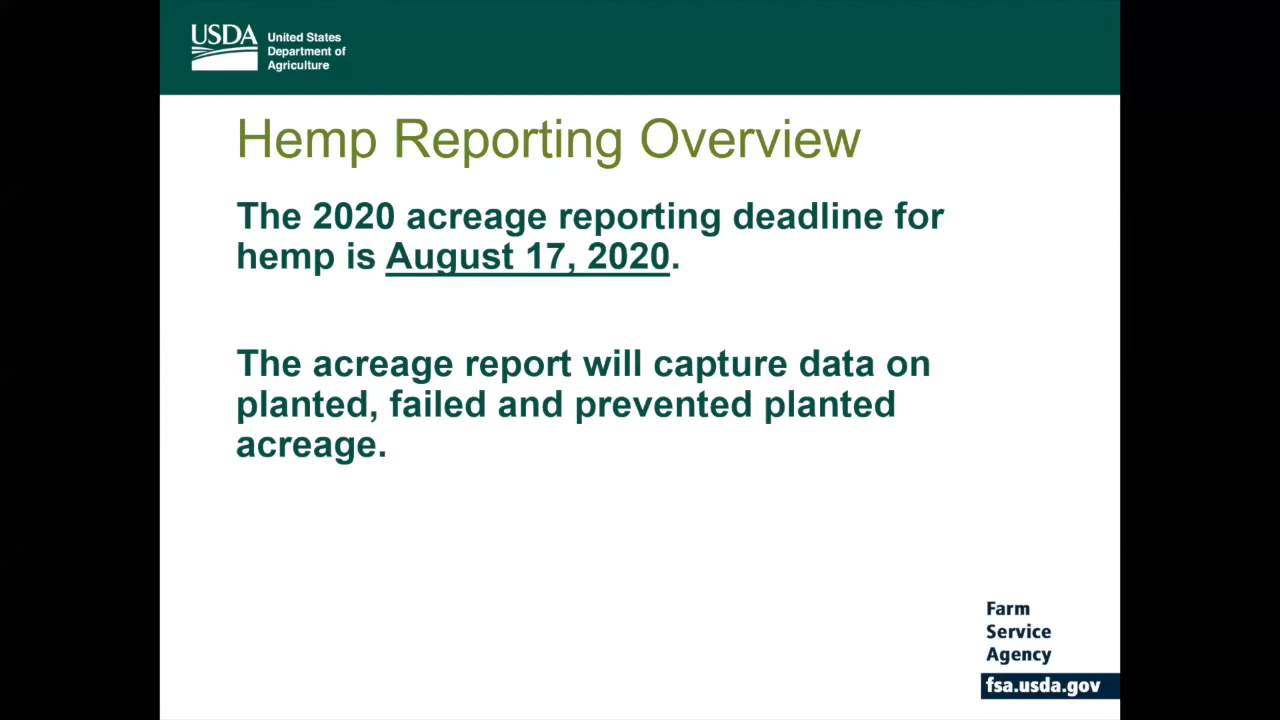 USDA
United States
Department of
Agriculture
Hemp Reporting Overview
The 2020 acreage reporting deadline for
hemp is August 17, 2020.
The acreage report will capture data on
planted, failed and prevented planted
acreage.
Farm
Service
Agency
fsa.usda.gov